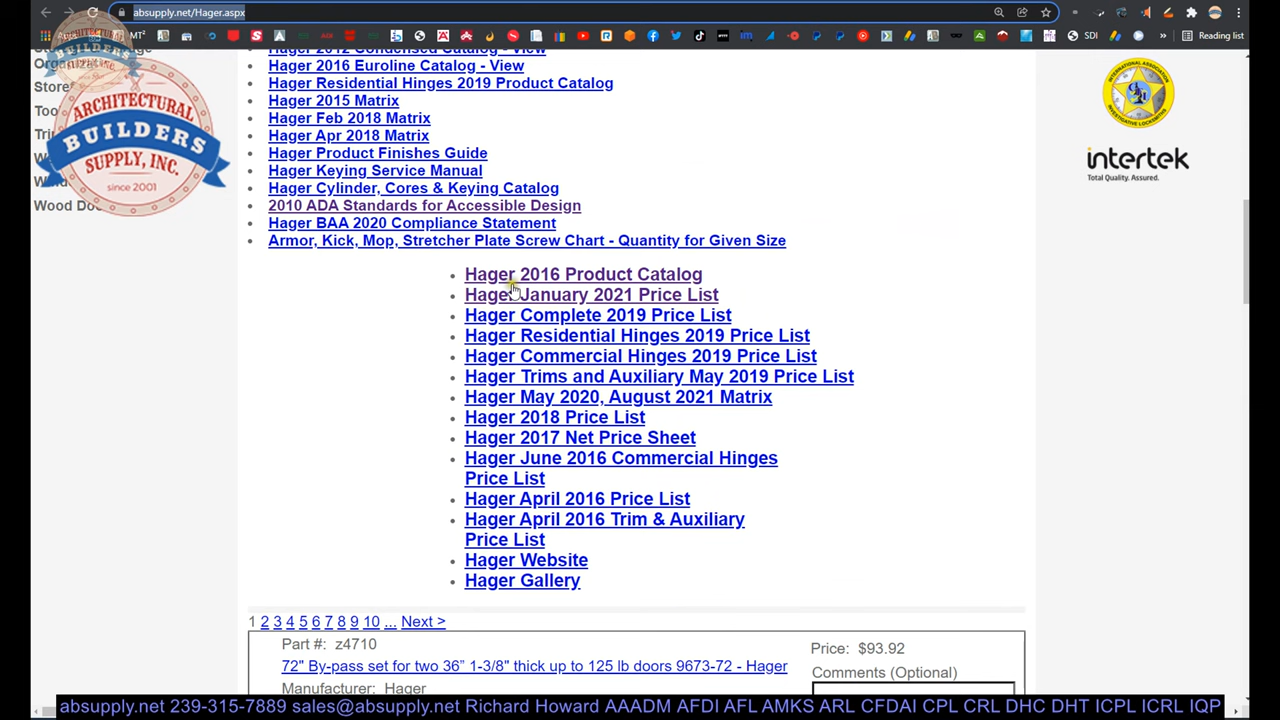 absupply.net/Hager.aspx
Reading list
Hager 2012 Condensed Catalog - View
Hager 2016 Euroline Catalog - View
Hager Residential Hinges 2019 Product Catalog
Hager 2015 Matrix
Hager Feb 2018 Matrix
Hager Apr 2018 Matrix
Hager Product Finishes Guide
Hager Keying Service Manual
Hager Cylinder, Cores & Keying Catalog
2010 ADA Standards for Accessible Design
Hager BAA 2020 Compliance Statement
Armor, Kick, Mop, Stretcher Plate Screw Chart - Quantity for Given Size
ARCHITECTURAL
BUILDERS
SUPPLY, INC.
since 2001
Wood Do
intertek
Total Quality. Assured.
Hager 2016 Product Catalog
Hager January 2021 Price List
Hager Complete 2019 Price List
Hager Residential Hinges 2019 Price List
Hager Commercial Hinges 2019 Price List
Hager Trims and Auxiliary May 2019 Price List
Hager May 2020, August 2021 Matrix
Hager 2018 Price List
Hager 2017 Net Price Sheet
Hager June 2016 Commercial Hinges
Price List
Hager April 2016 Price List
Hager April 2016 Trim & Auxiliary
Price List
Hager Website
Hager Gallery
1 2 3 4 5 6 7 8 9 10 ... Next >
Part #: z4710
Price: $93.92
72" By-pass set for two 36” 1-3/8" thick up to 125 lb doors 9673-72 - Hager
Comments (Optional)
Manufacturer: Hager
absupply.net 239-315-7889 sales@absupply.net Richard Howard AAADM AFDI AFL AMKS ARL CFDAI CPL CRL DHC DHT ICPL ICRL IQP